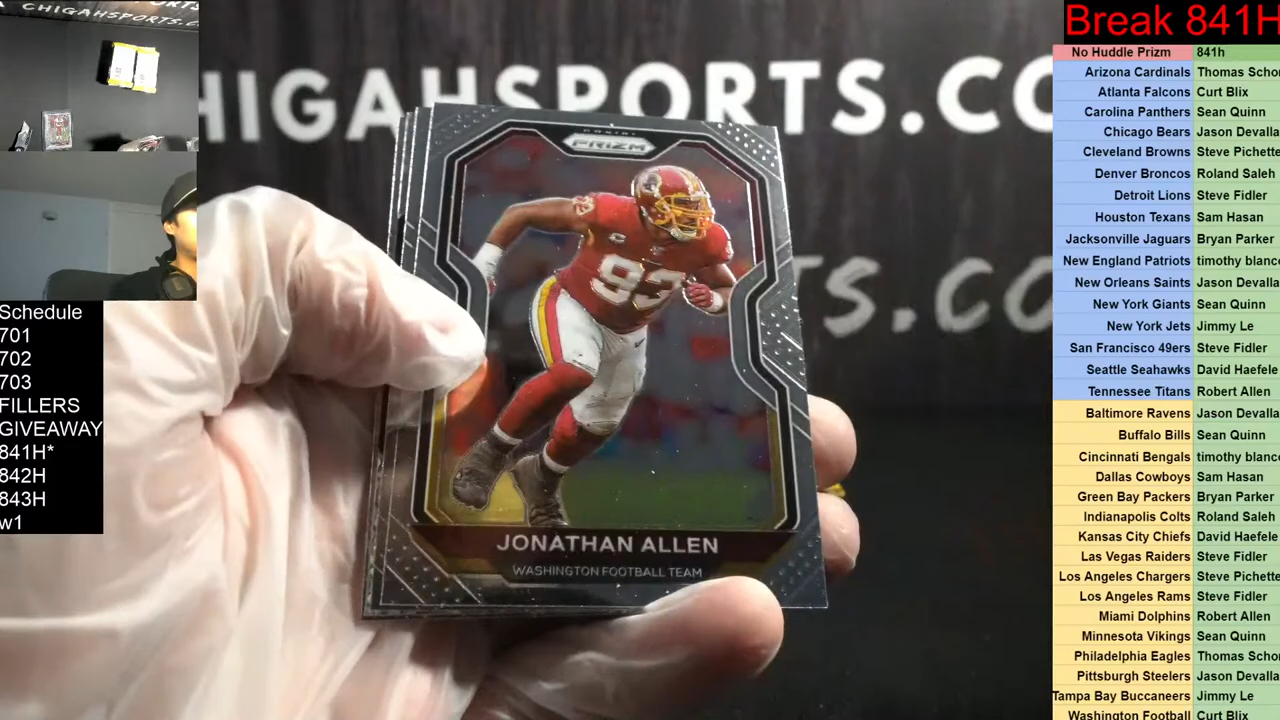 CHIGAHSPORTS.C
HIGAHSPORTS.CO
TS.CO
PANINI
PRIZM
93
JONATHAN ALLEN
WASHINGTON FOOTBALL TEAM
Schedule
701
702
703
FILLERS
GIVEAWAY
841H*
842H
843H
w1
Break 841H
No Huddle Prizm 841h
Arizona Cardinals Thomas Scho
Atlanta Falcons Curt Blix
Carolina Panthers Sean Quinn
Chicago Bears Jason Devalla
Cleveland Browns Steve Pichette
Denver Broncos Roland Saleh
Detroit Lions Steve Fidler
Houston Texans Sam Hasan
Jacksonville Jaguars Bryan Parker
New England Patriots timothy blanco
New Orleans Saints Jason Devalla
New York Giants Sean Quinn
New York Jets Jimmy Le
San Francisco 49ers Steve Fidler
Seattle Seahawks David Haefele
Tennessee Titans Robert Allen
Baltimore Ravens Jason Devalla
Buffalo Bills Sean Quinn
Cincinnati Bengals timothy blanco
Dallas Cowboys Sam Hasan
Green Bay Packers Bryan Parker
Indianapolis Colts Roland Saleh
Kansas City Chiefs David Haefele
Las Vegas Raiders Steve Fidler
Los Angeles Chargers Steve Pichette
Los Angeles Rams Steve Fidler
Miami Dolphins Robert Allen
Minnesota Vikings Sean Quinn
Philadelphia Eagles Thomas Scho
Pittsburgh Steelers Jason Devalla
Tampa Bay Buccaneers Jimmy Le
Washington Football Curt Blix